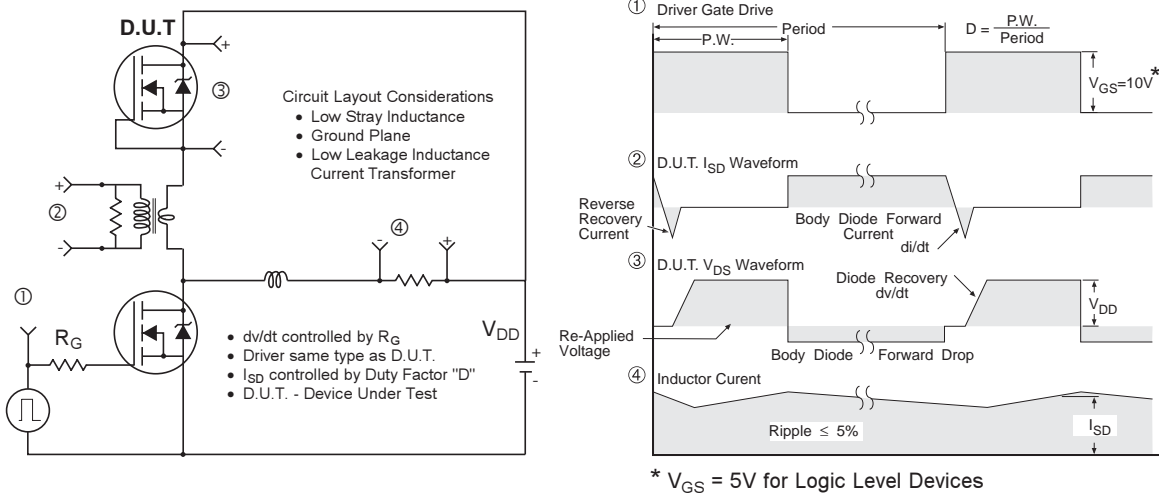 D.U.T
+
③
-
Circuit Layout Considerations
• Low Stray Inductance
• Ground Plane
• Low Leakage Inductance
Current Transformer
+
②
-
④
-
+
①
R_G
• dv/dt controlled by R_G
• Driver same type as D.U.T.
• I_SD controlled by Duty Factor "D"
• D.U.T. - Device Under Test
V_DD
+
-
① Driver Gate Drive
P.W.
Period
D = P.W.
Period
V_GS=10V*
② D.U.T. I_SD Waveform
Reverse
Recovery
Current
Body Diode Forward
Current
di/dt
③ D.U.T. V_DS Waveform
Diode Recovery
dv/dt
V_DD
Re-Applied
Voltage
Body Diode Forward Drop
④ Inductor Curent
Ripple ≤ 5%
I_SD
* V_GS = 5V for Logic Level Devices